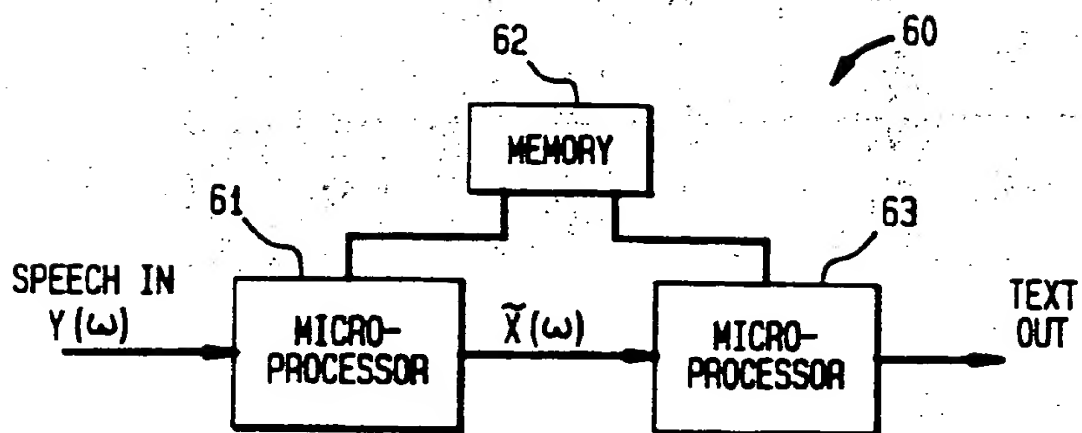 60
62
MEMORY
61
63
SPEECH IN
Y(ω)
MICRO-
PROCESSOR
X̃(ω)
MICRO-
PROCESSOR
TEXT
OUT